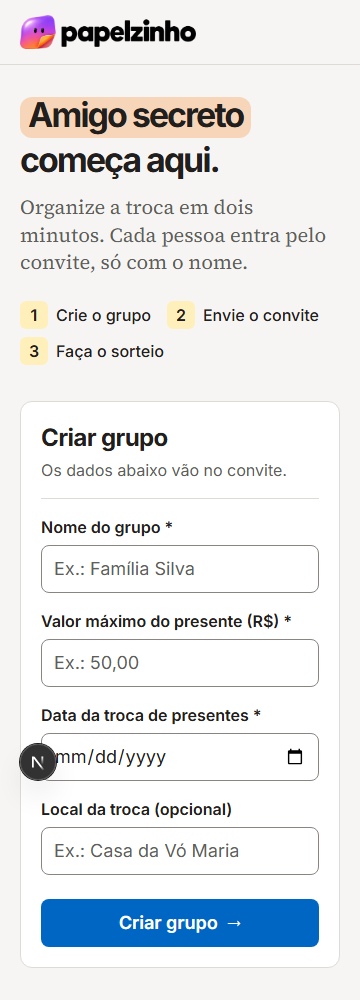 papelzinho
Amigo secreto
começa aqui.
Organize a troca em dois
minutos. Cada pessoa entra pelo
convite, só com o nome.
1 Crie o grupo 2 Envie o convite
3 Faça o sorteio
Criar grupo
Os dados abaixo vão no convite.
Nome do grupo *
Ex.: Família Silva
Valor máximo do presente (R$) *
Ex.: 50,00
Data da troca de presentes *
N mm/dd/yyyy
Local da troca (opcional)
Ex.: Casa da Vó Maria
Criar grupo →